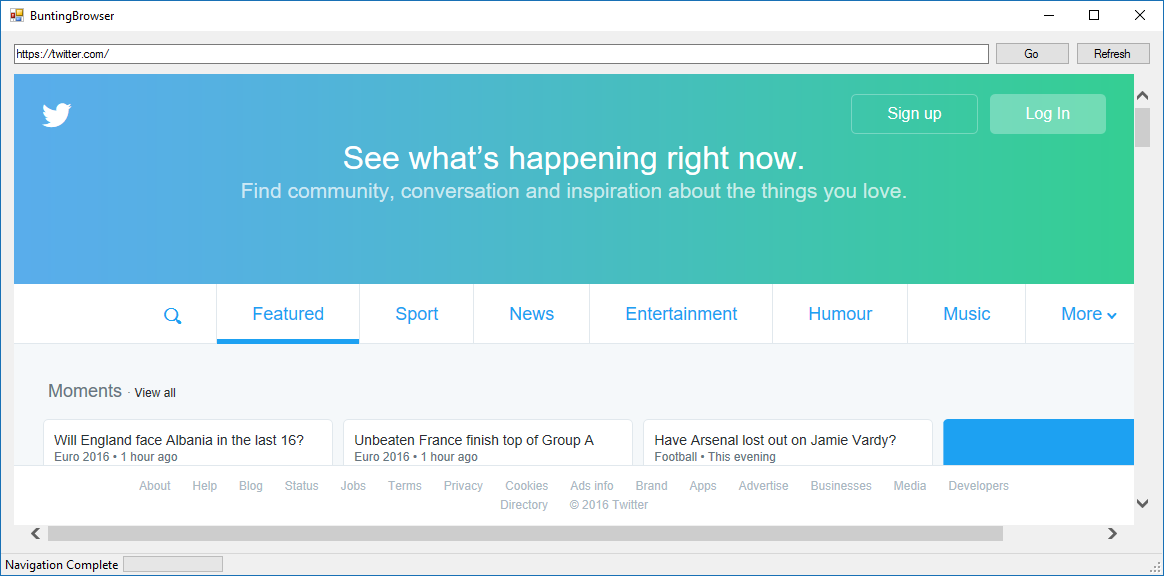 BuntingBrowser
https://twitter.com/ Go Refresh
Sign up Log In
See what's happening right now.
Find community, conversation and inspiration about the things you love.
Featured Sport News Entertainment Humour Music More
Moments · View all
Will England face Albania in the last 16? Unbeaten France finish top of Group A Have Arsenal lost out on Jamie Vardy?
Euro 2016 • 1 hour ago Euro 2016 • 1 hour ago Football • This evening
About Help Blog Status Jobs Terms Privacy Cookies Ads info Brand Apps Advertise Businesses Media Developers
Directory © 2016 Twitter
Navigation Complete